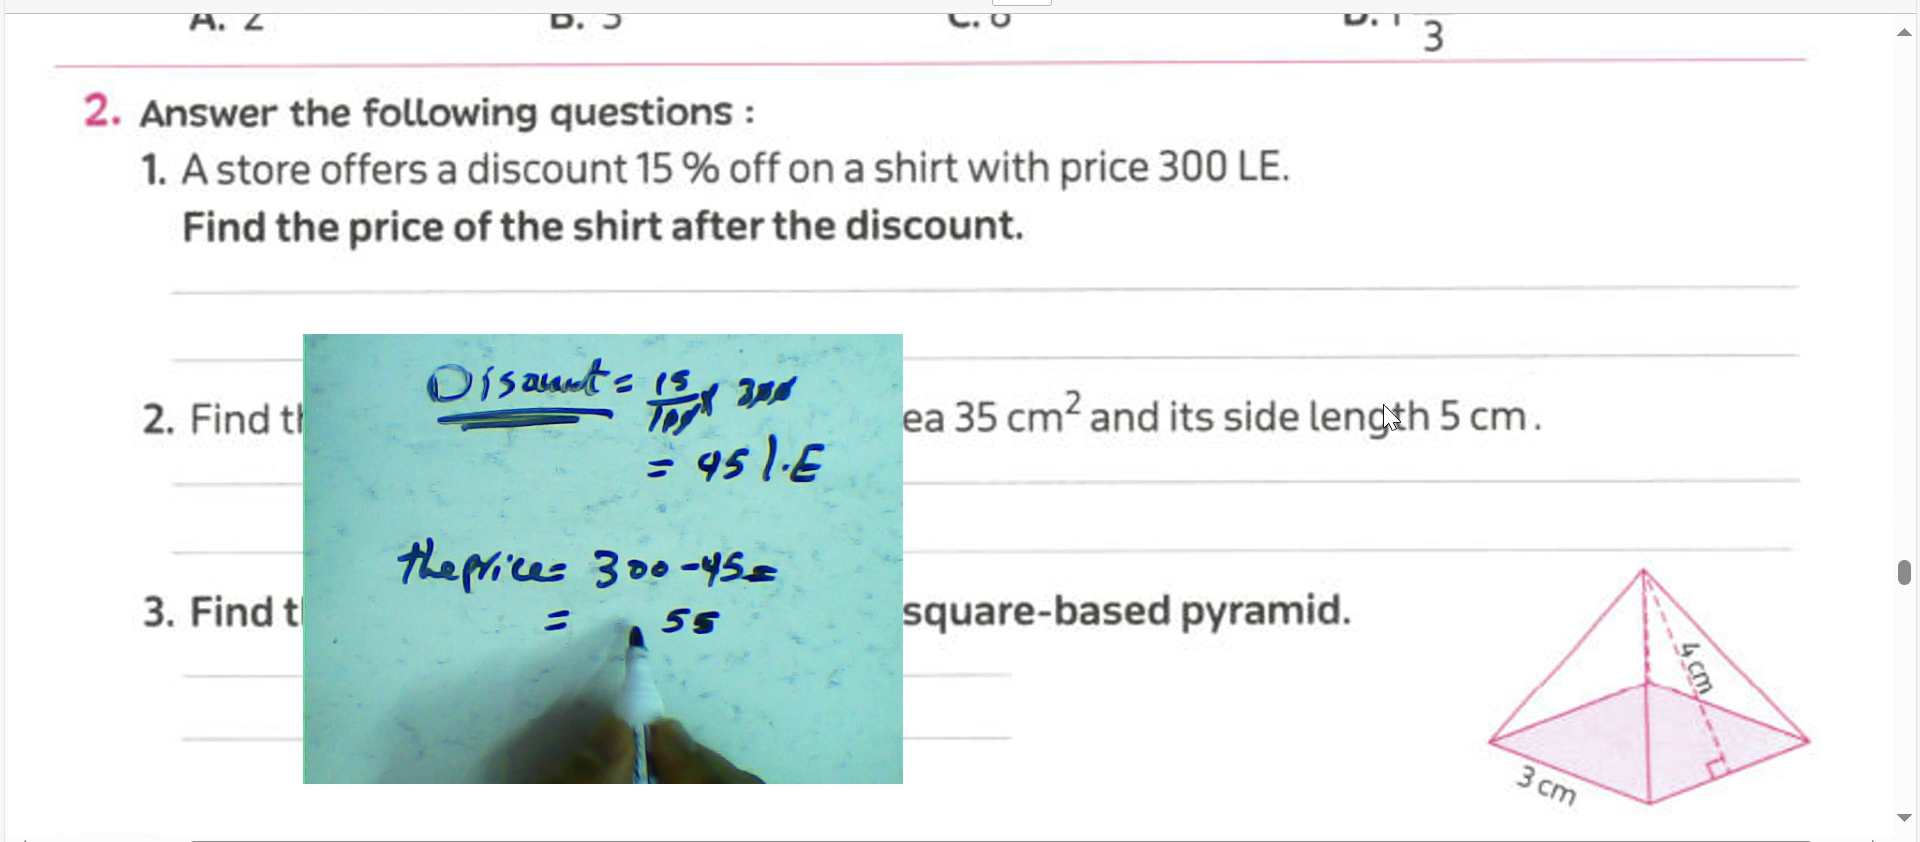 3
2. Answer the following questions :
1. A store offers a discount 15 % off on a shirt with price 300 LE.
Find the price of the shirt after the discount.
Disount = 15/100 × 300
= 45 l.E
the price = 300 - 45 =
= 55
2. Find th ea 35 cm² and its side length 5 cm .
3. Find t square-based pyramid.
4 cm
3 cm